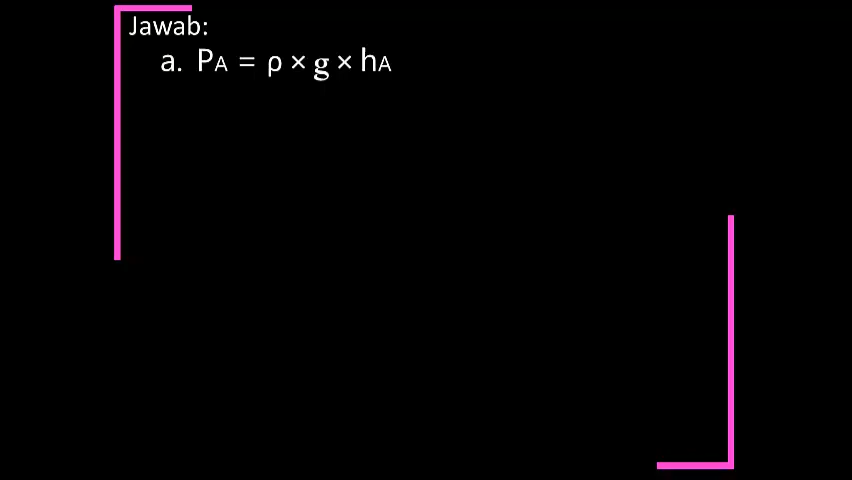 Jawab:
a. PA = ρ × g × hA